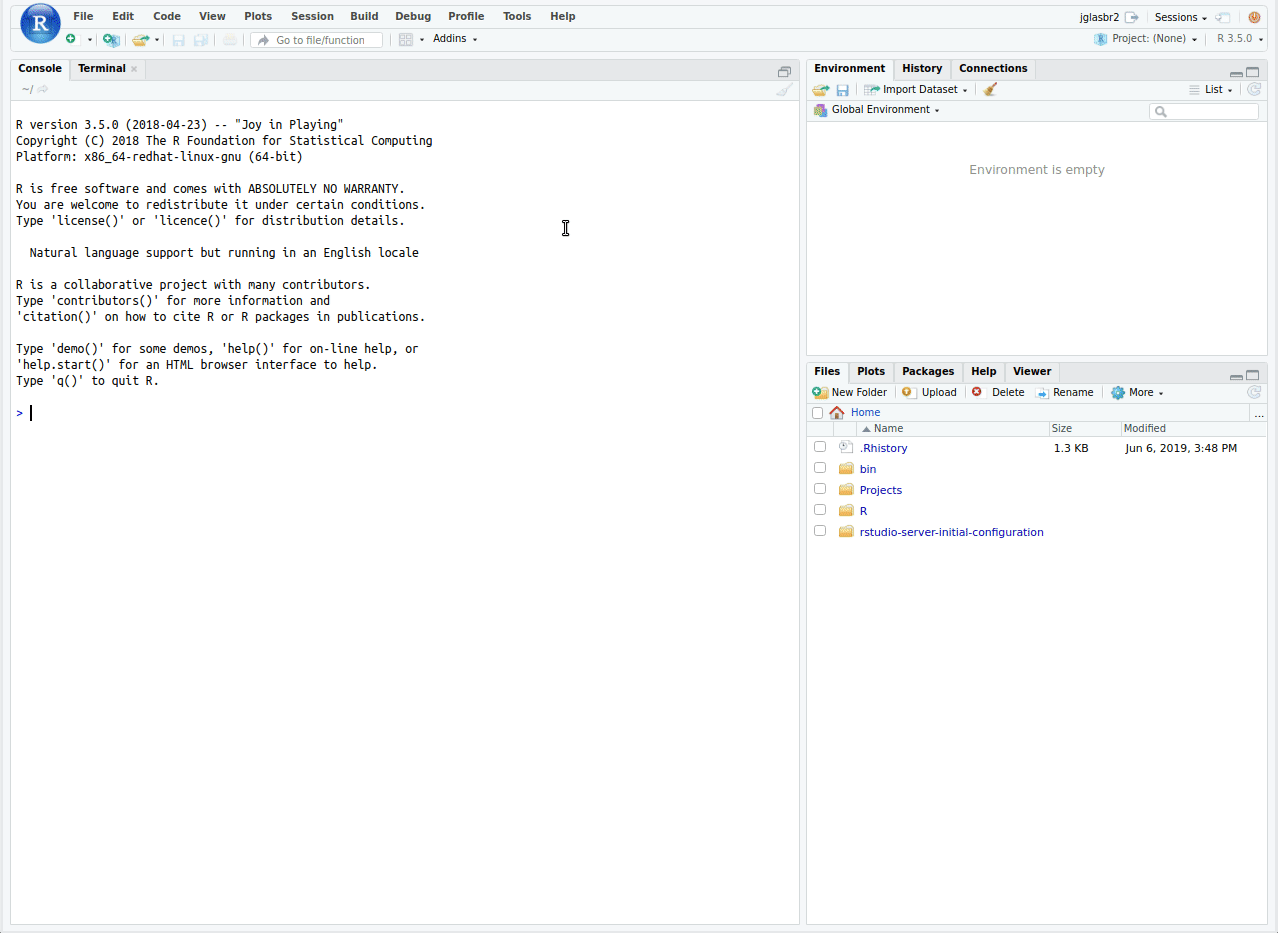 R File Edit Code View Plots Session Build Debug Profile Tools Help jglasbr2 Sessions
Go to file/function Addins Project: (None) R 3.5.0
Console Terminal
~/
R version 3.5.0 (2018-04-23) -- "Joy in Playing"
Copyright (C) 2018 The R Foundation for Statistical Computing
Platform: x86_64-redhat-linux-gnu (64-bit)
R is free software and comes with ABSOLUTELY NO WARRANTY.
You are welcome to redistribute it under certain conditions.
Type 'license()' or 'licence()' for distribution details.
Natural language support but running in an English locale
R is a collaborative project with many contributors.
Type 'contributors()' for more information and
'citation()' on how to cite R or R packages in publications.
Type 'demo()' for some demos, 'help()' for on-line help, or
'help.start()' for an HTML browser interface to help.
Type 'q()' to quit R.
>
Environment History Connections
Import Dataset List
Global Environment
Environment is empty
Files Plots Packages Help Viewer
New Folder Upload Delete Rename More
Home ...
Name Size Modified
.Rhistory 1.3 KB Jun 6, 2019, 3:48 PM
bin
Projects
R
rstudio-server-initial-configuration